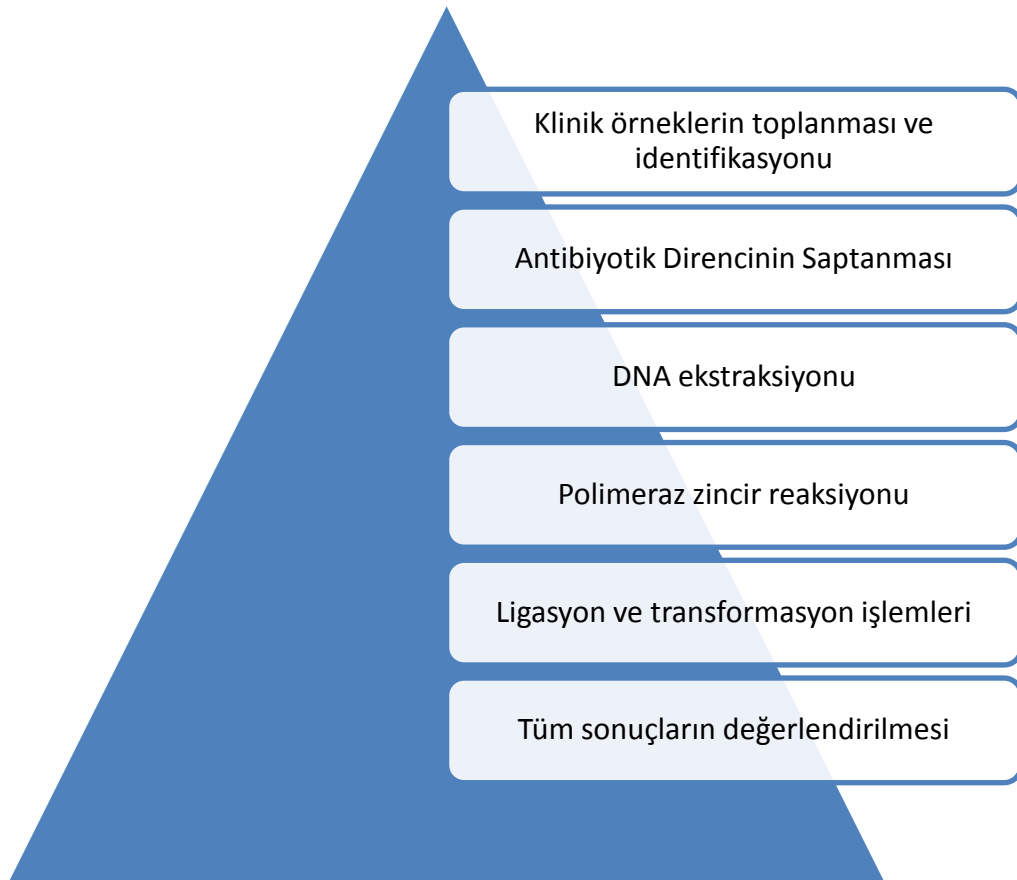 Klinik örneklerin toplanması ve
identifikasyonu
Antibiyotik Direncinin Saptanması
DNA ekstraksiyonu
Polimeraz zincir reaksiyonu
Ligasyon ve transformasyon işlemleri
Tüm sonuçların değerlendirilmesi